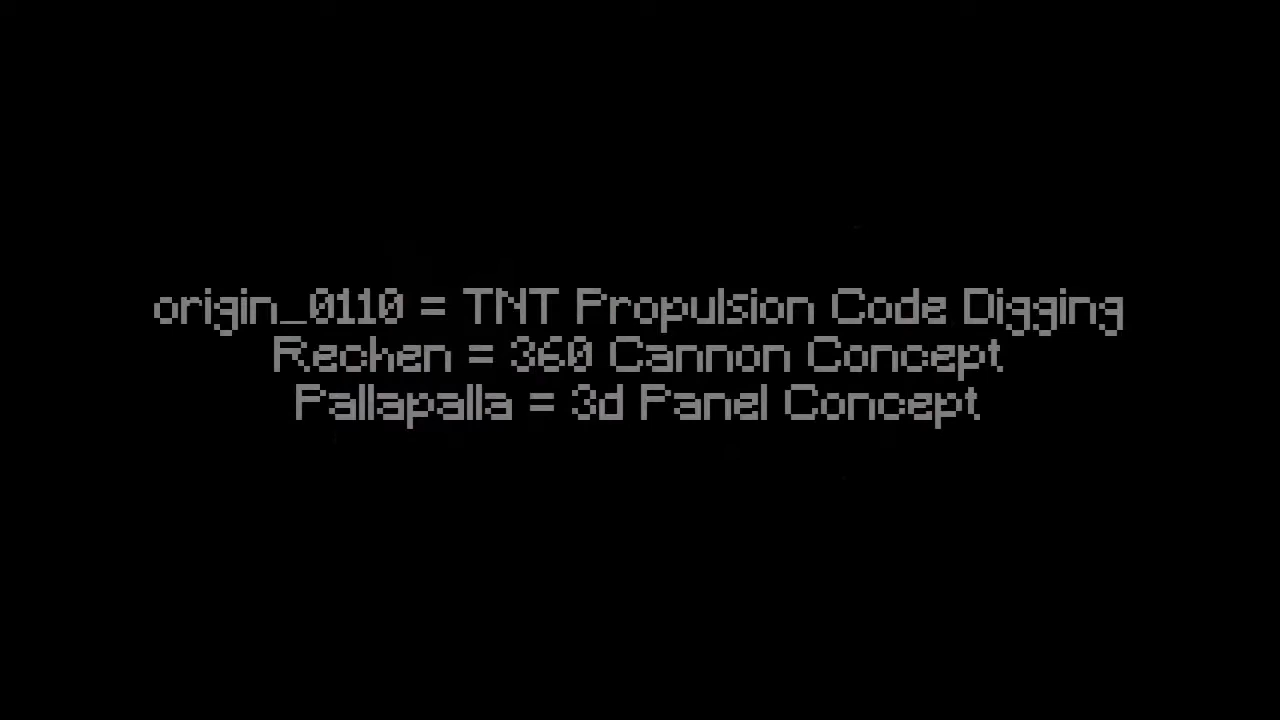 origin_0110 = TNT Propulsion Code Digging
Rechen = 360 Cannon Concept
Pallapalla = 3d Panel Concept